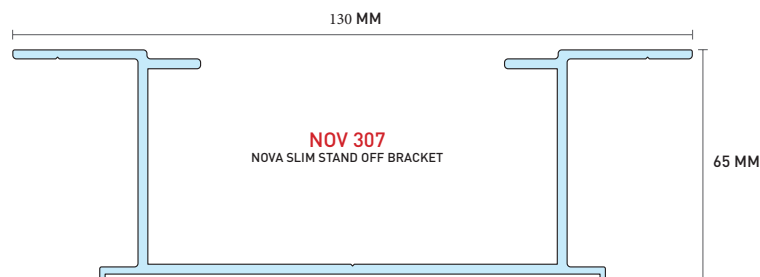 130 MM
NOV 307
NOVA SLIM STAND OFF BRACKET
65 MM